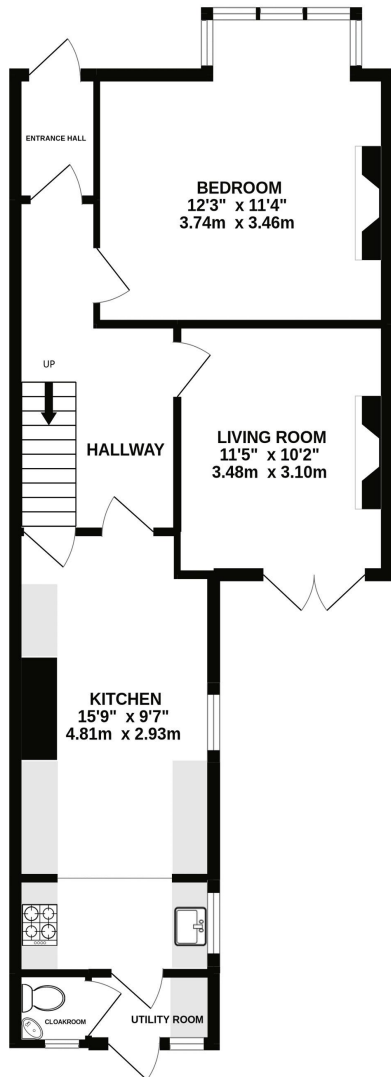 ENTRANCE HALL
BEDROOM
12'3" x 11'4"
3.74m x 3.46m
UP
HALLWAY
LIVING ROOM
11'5" x 10'2"
3.48m x 3.10m
KITCHEN
15'9" x 9'7"
4.81m x 2.93m
CLOAKROOM
UTILITY ROOM